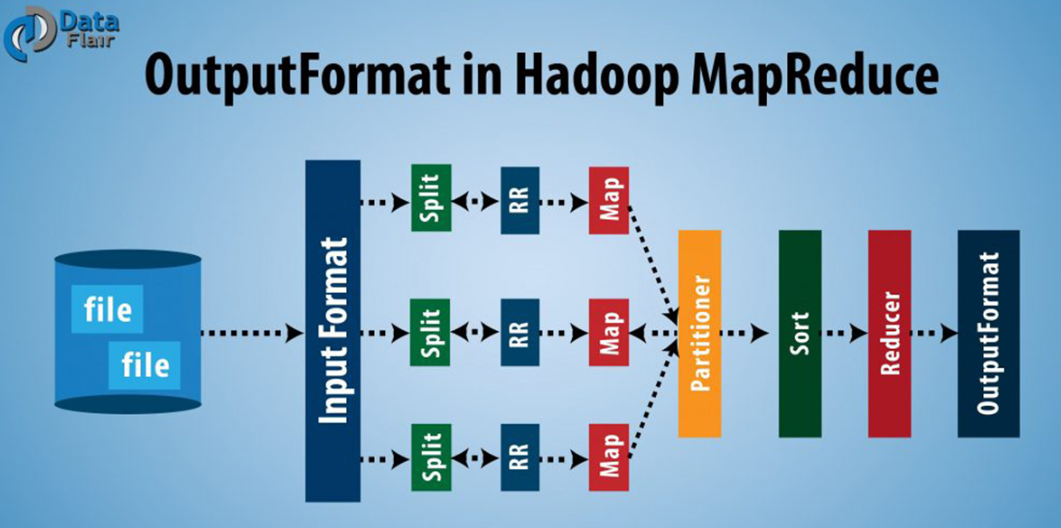 Data
Flair
OutputFormat in Hadoop MapReduce
file
file
Input Format
Split
RR
Map
Split
RR
Map
Split
RR
Map
Partitioner
Sort
Reducer
OutputFormat